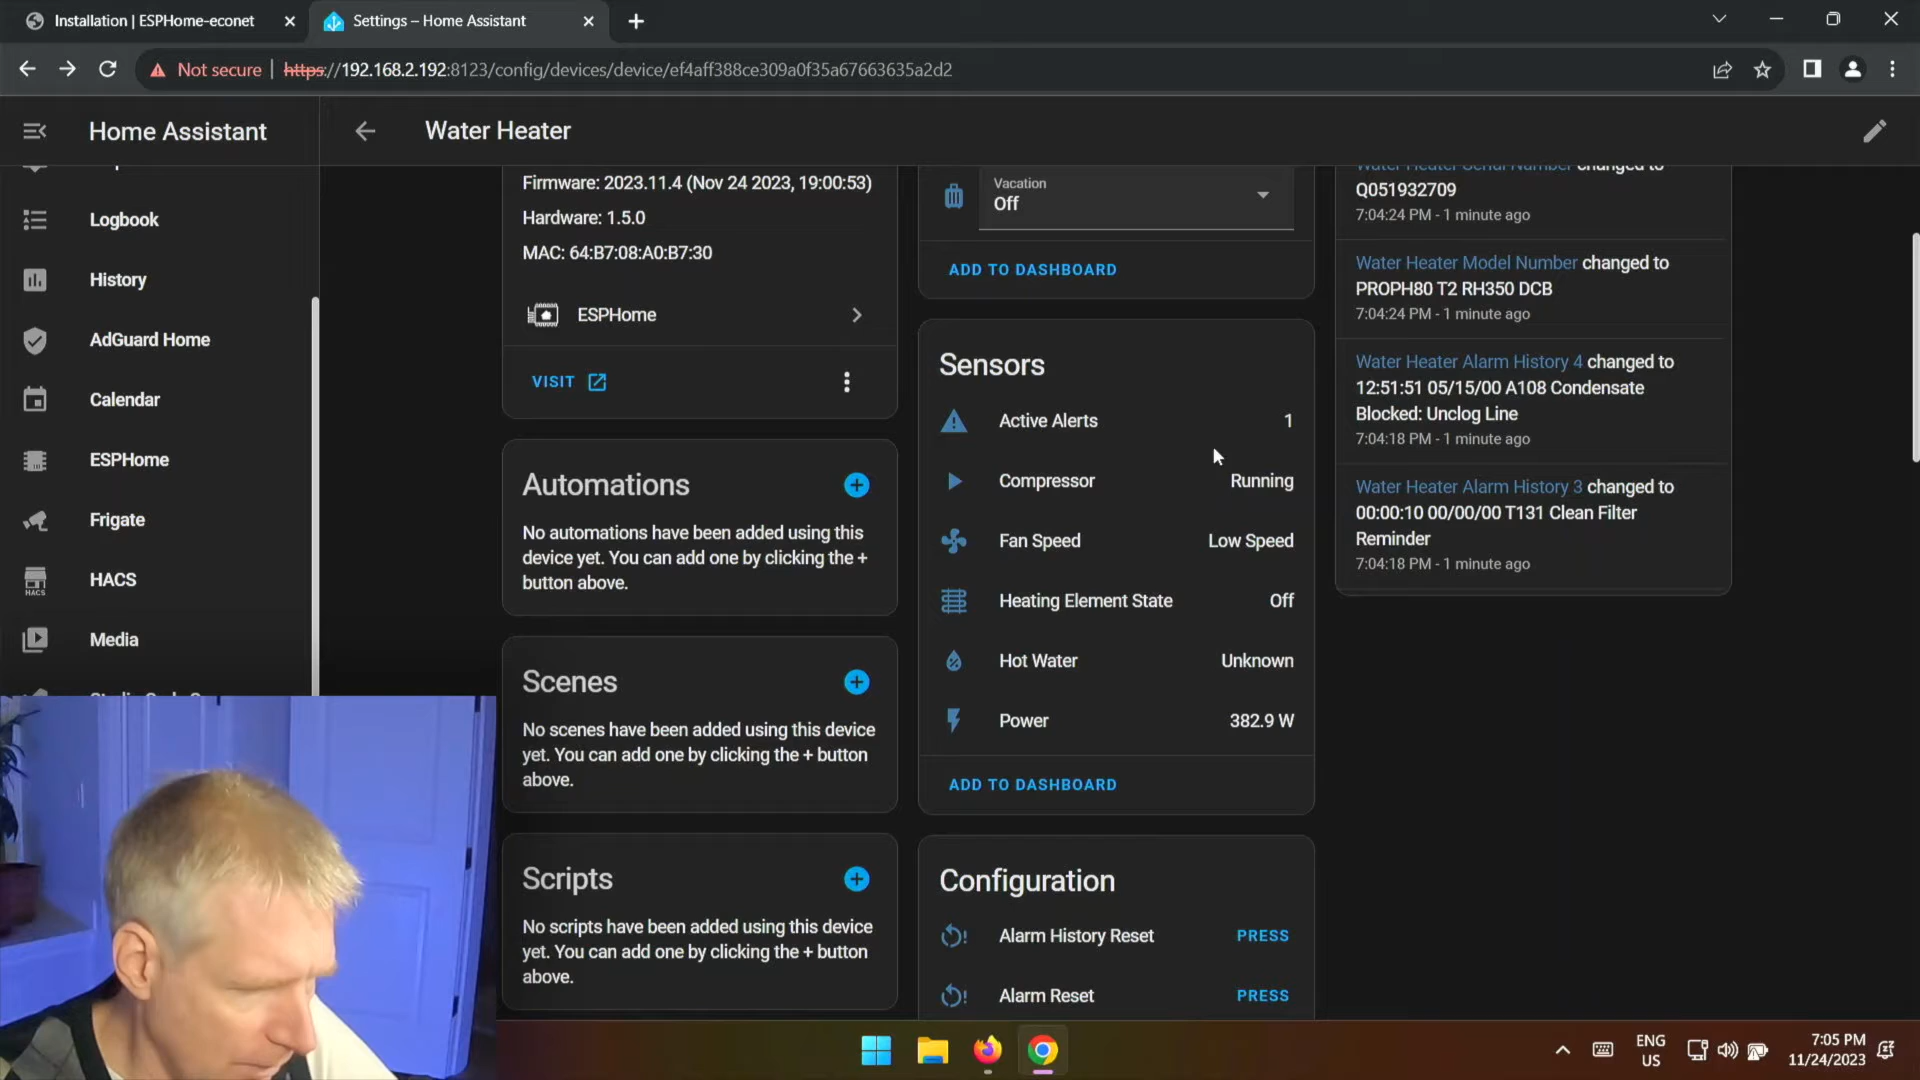 Installation | ESPHome-econet
Settings – Home Assistant
Not secure | https://192.168.2.192:8123/config/devices/device/ef4aff388ce309a0f35a67663635a2d2
Home Assistant
Water Heater
Logbook
History
AdGuard Home
Calendar
ESPHome
Frigate
HACS
HACS
Media
Firmware: 2023.11.4 (Nov 24 2023, 19:00:53)
Hardware: 1.5.0
MAC: 64:B7:08:A0:B7:30
ESPHome
VISIT
Automations
No automations have been added using this
device yet. You can add one by clicking the +
button above.
Scenes
No scenes have been added using this device
yet. You can add one by clicking the + button
above.
Scripts
No scripts have been added using this device
yet. You can add one by clicking the + button
above.
Vacation
Off
ADD TO DASHBOARD
Sensors
Active Alerts 1
Compressor Running
Fan Speed Low Speed
Heating Element State Off
Hot Water Unknown
Power 382.9 W
ADD TO DASHBOARD
Configuration
Alarm History Reset PRESS
Alarm Reset PRESS
Water Heater Serial Number changed to
Q051932709
7:04:24 PM - 1 minute ago
Water Heater Model Number changed to
PROPH80 T2 RH350 DCB
7:04:24 PM - 1 minute ago
Water Heater Alarm History 4 changed to
12:51:51 05/15/00 A108 Condensate
Blocked: Unclog Line
7:04:18 PM - 1 minute ago
Water Heater Alarm History 3 changed to
00:00:10 00/00/00 T131 Clean Filter
Reminder
7:04:18 PM - 1 minute ago
ENG
US
7:05 PM
11/24/2023